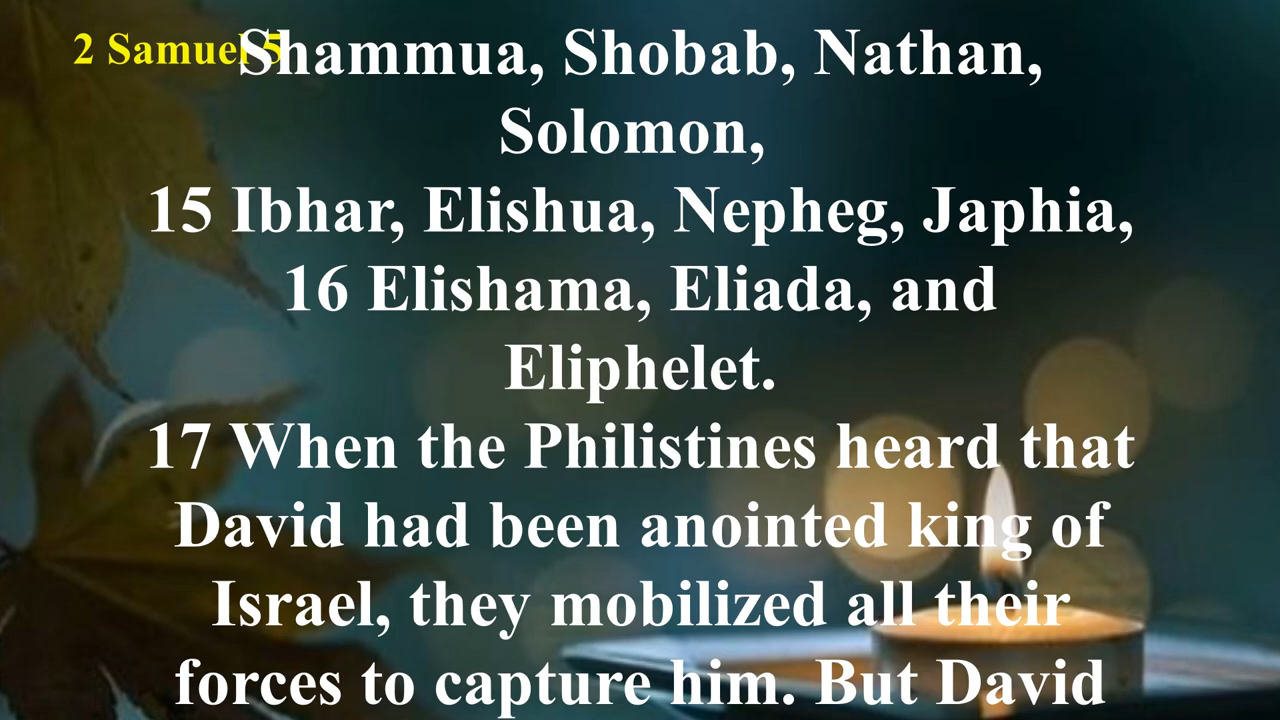 2 Samuel 5
Shammua, Shobab, Nathan,
Solomon,
15 Ibhar, Elishua, Nepheg, Japhia,
16 Elishama, Eliada, and
Eliphelet.
17 When the Philistines heard that
David had been anointed king of
Israel, they mobilized all their
forces to capture him. But David